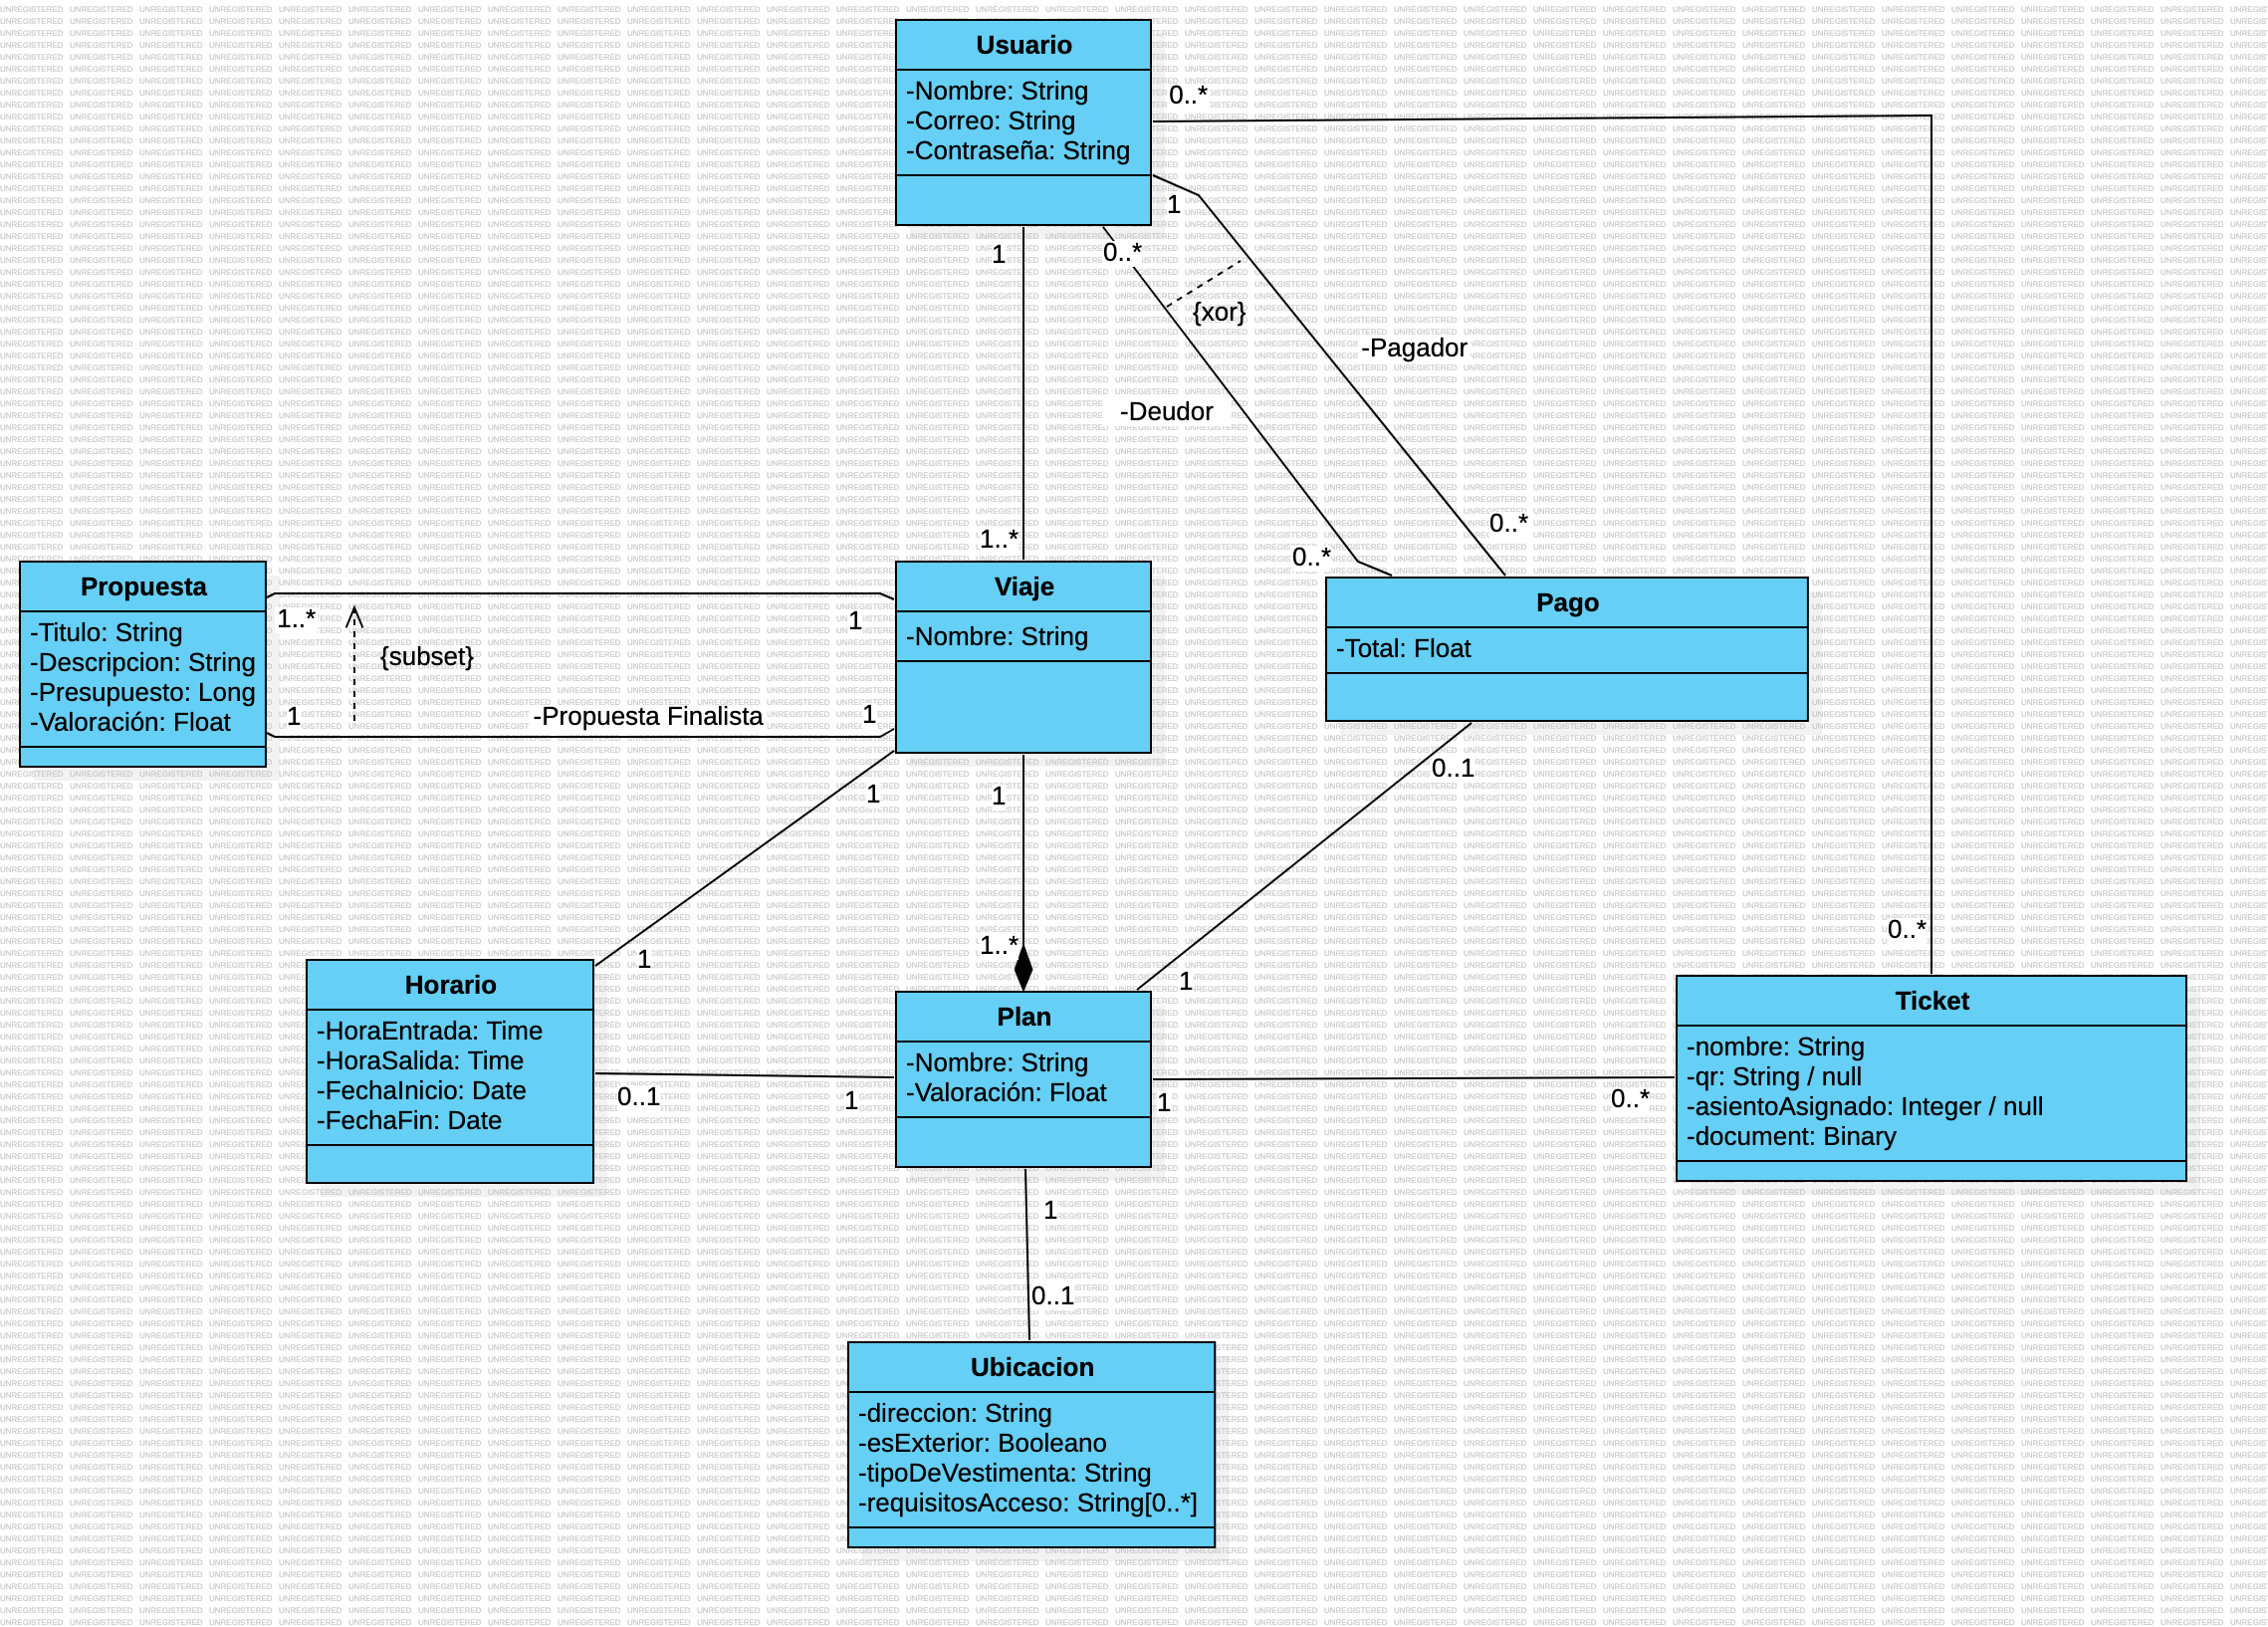 Usuario
-Nombre: String
-Correo: String
-Contraseña: String
0..*
1
1
0..*
{xor}
-Pagador
-Deudor
1..*
0..*
0..*
Propuesta
-Titulo: String
-Descripcion: String
-Presupuesto: Long
-Valoración: Float
1..*
{subset}
1
1
-Propuesta Finalista
1
Viaje
-Nombre: String
Pago
-Total: Float
0..1
1
1
1..*
1
1
0..*
Horario
-HoraEntrada: Time
-HoraSalida: Time
-FechaInicio: Date
-FechaFin: Date
0..1
1
Plan
-Nombre: String
-Valoración: Float
1
0..*
Ticket
-nombre: String
-qr: String / null
-asientoAsignado: Integer / null
-document: Binary
1
0..1
Ubicacion
-direccion: String
-esExterior: Booleano
-tipoDeVestimenta: String
-requisitosAcceso: String[0..*]
UNREGISTERED